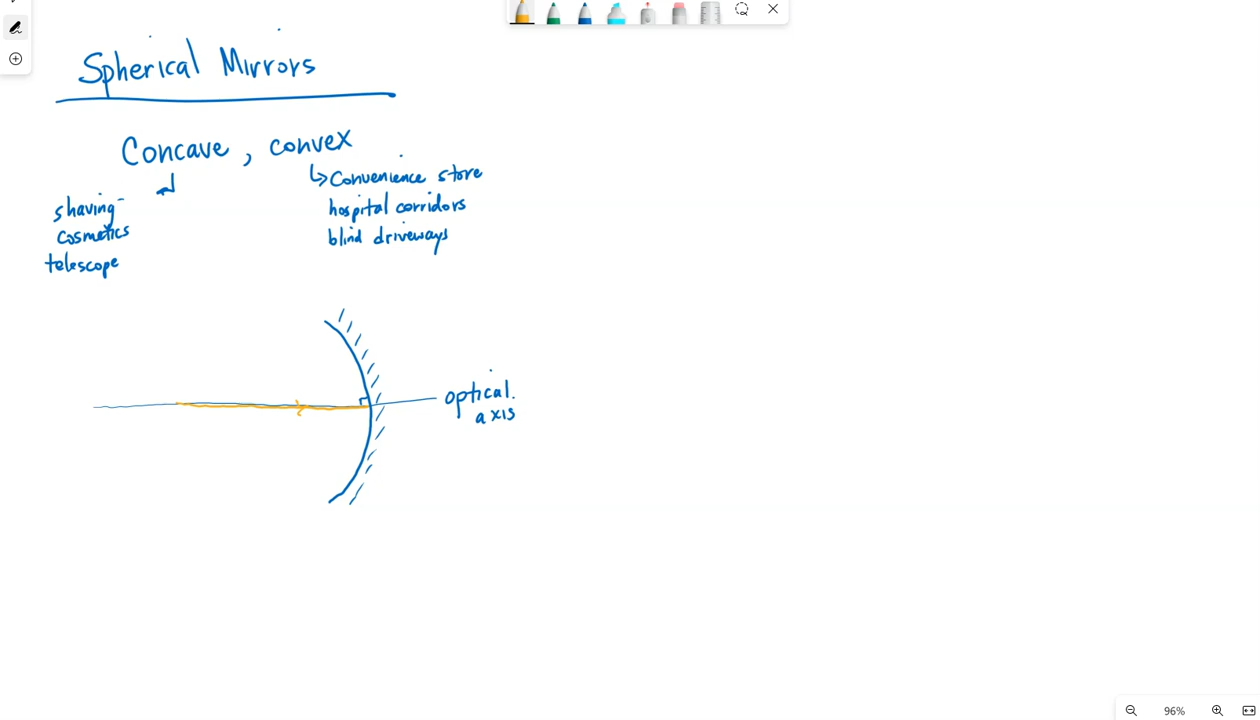 Spherical Mirrors
Concave, convex
↳ Convenience store
hospital corridors
blind driveways
shaving
cosmetics
telescope
optical
axis
96%